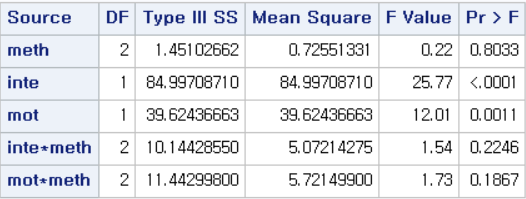 Source DF Type III SS Mean Square F Value Pr > F
meth 2 1.45102662 0.72551331 0.22 0.8033
inte 1 84.99708710 84.99708710 25.77 <.0001
mot 1 39.62436663 39.62436663 12.01 0.0011
inte*meth 2 10.14428550 5.07214275 1.54 0.2246
mot*meth 2 11.44299800 5.72149900 1.73 0.1867